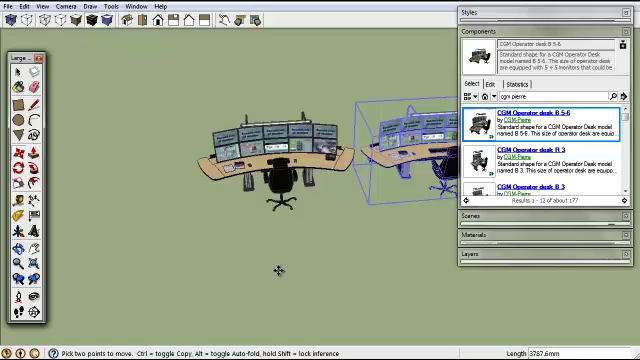 File Edit View Camera Draw Tools Window Help
Styles
Components
CGM Operator desk B 5-6
Standard shape for a CGM Operator Desk
model named B 5-6. This size of operator desks
are equipped with 5 + 5 monitors that could be
Select Edit Statistics
cgm pierre
CGM Operator desk B 5-6
by CGM-Pierre
Standard shape for a CGM Operator Desk model
named B 5-6. This size of operator desks are equipp...
CGM Operator desk R 3
by CGM-Pierre
Standard shape for a CGM Operator Desk model
named B 3. This size of operator desks are equippe...
CGM Operator desk B 3
by CGM-Pierre
Results 1 - 12 of about 177
Scenes
Materials
Layers
Large ...
Pick two points to move. Ctrl = toggle Copy, Alt = toggle Auto-fold, hold Shift = lock inference
Length 3787.6mm